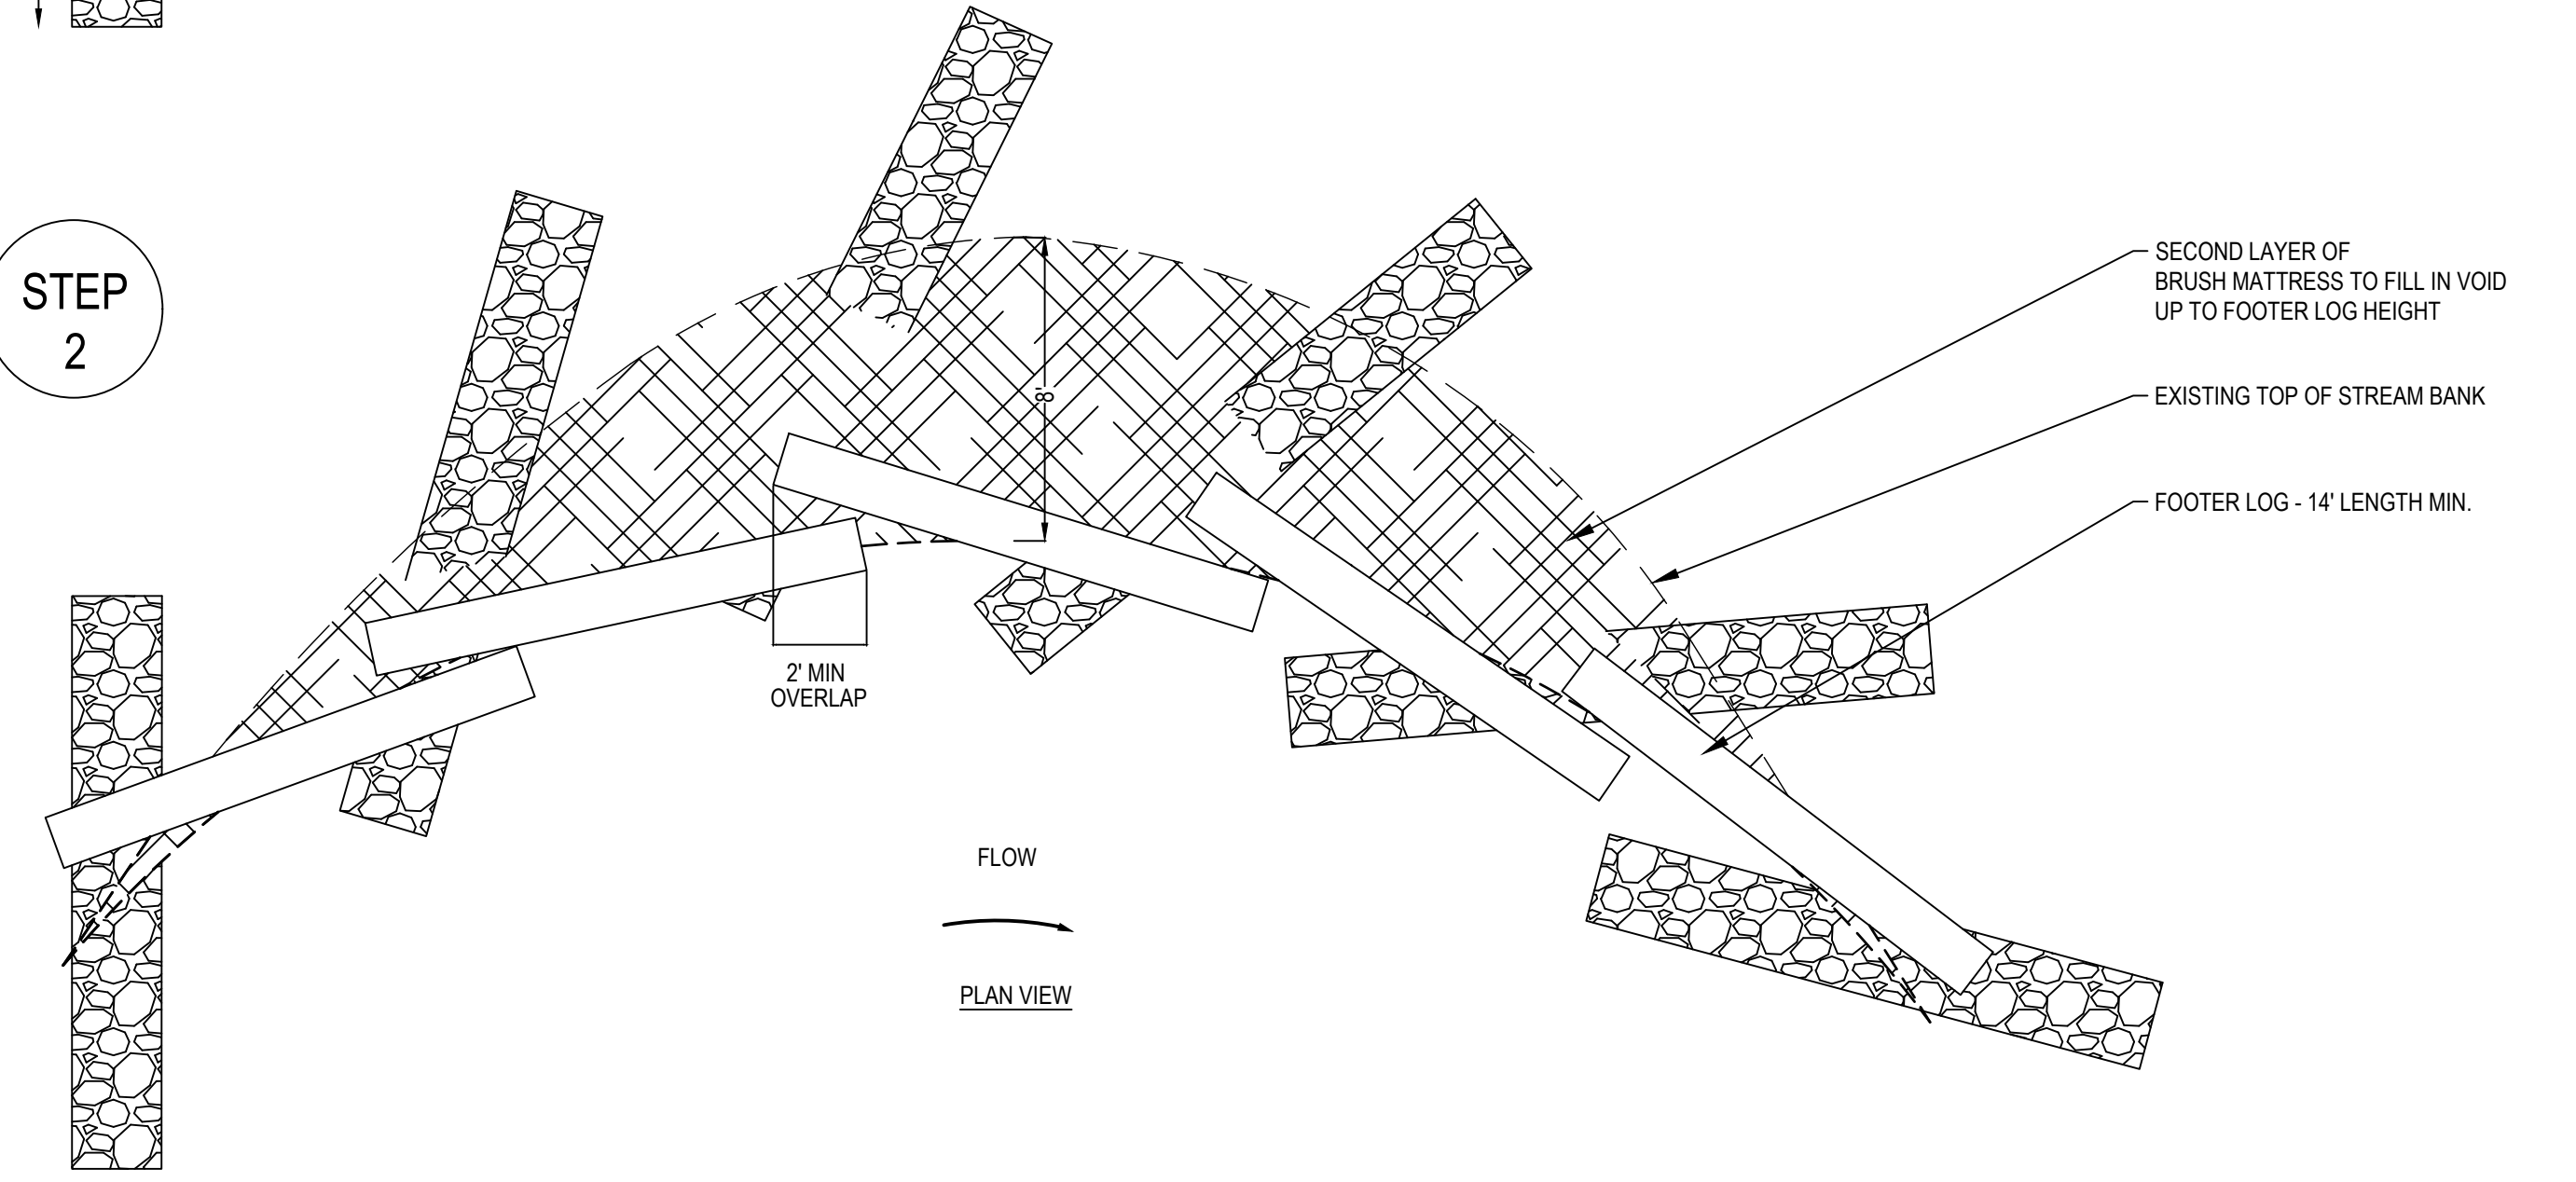 STEP
2
SECOND LAYER OF
BRUSH MATTRESS TO FILL IN VOID
UP TO FOOTER LOG HEIGHT
EXISTING TOP OF STREAM BANK
FOOTER LOG - 14' LENGTH MIN.
8'
2' MIN
OVERLAP
FLOW
PLAN VIEW